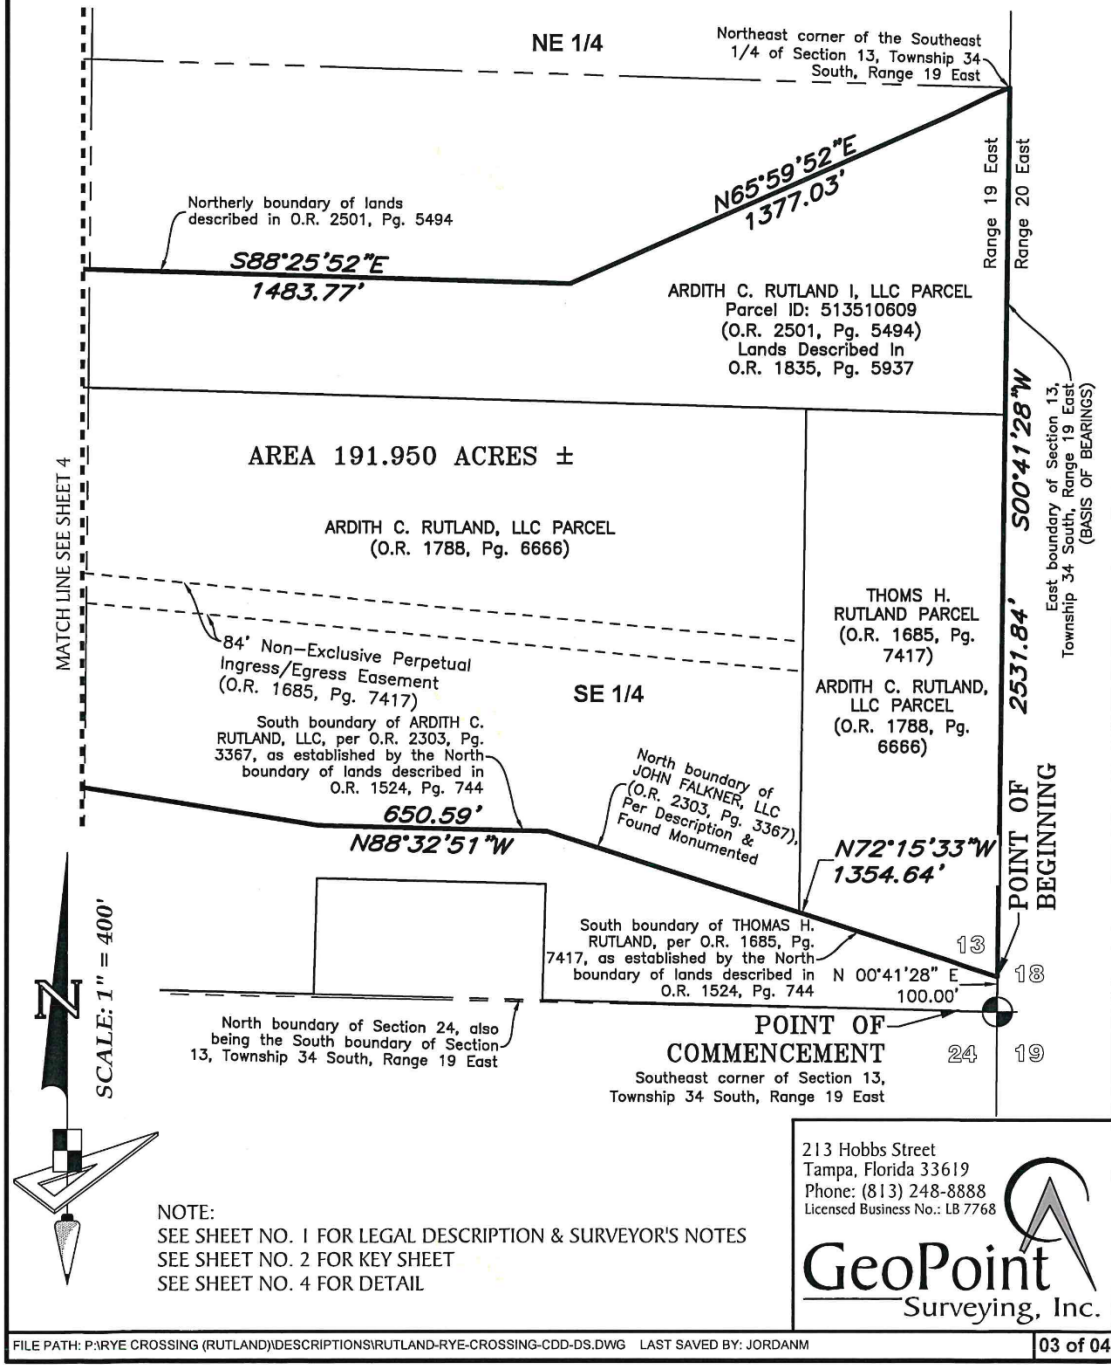 NE 1/4
Northeast corner of the Southeast
1/4 of Section 13, Township 34
South, Range 19 East
N65°59'52"E
1377.03'
Range 19 East
Range 20 East
Northerly boundary of lands
described in O.R. 2501, Pg. 5494
S88°25'52"E
1483.77'
ARDITH C. RUTLAND I, LLC PARCEL
Parcel ID: 513510609
(O.R. 2501, Pg. 5494)
Lands Described In
O.R. 1835, Pg. 5937
S00°41'28"W
2531.84'
East boundary of Section 13,
Township 34 South, Range 19 East
(BASIS OF BEARINGS)
MATCH LINE SEE SHEET 4
AREA 191.950 ACRES ±
ARDITH C. RUTLAND, LLC PARCEL
(O.R. 1788, Pg. 6666)
THOMS H.
RUTLAND PARCEL
(O.R. 1685, Pg.
7417)
ARDITH C. RUTLAND,
LLC PARCEL
(O.R. 1788, Pg.
6666)
84' Non-Exclusive Perpetual
Ingress/Egress Easement
(O.R. 1685, Pg. 7417)
SE 1/4
South boundary of ARDITH C.
RUTLAND, LLC, per O.R. 2303, Pg.
3367, as established by the North
boundary of lands described in
O.R. 1524, Pg. 744
650.59'
N88°32'51"W
North boundary of
JOHN FALKNER, LLC
(O.R. 2303, Pg. 3367),
Per Description &
Found Monumented
N72°15'33"W
1354.64'
POINT OF
BEGINNING
South boundary of THOMAS H.
RUTLAND, per O.R. 1685, Pg.
7417, as established by the North
boundary of lands described in
O.R. 1524, Pg. 744
13
18
N 00°41'28" E
100.00'
N
SCALE: 1" = 400'
North boundary of Section 24, also
being the South boundary of Section
13, Township 34 South, Range 19 East
POINT OF
COMMENCEMENT
24
19
Southeast corner of Section 13,
Township 34 South, Range 19 East
NOTE:
SEE SHEET NO. 1 FOR LEGAL DESCRIPTION & SURVEYOR'S NOTES
SEE SHEET NO. 2 FOR KEY SHEET
SEE SHEET NO. 4 FOR DETAIL
213 Hobbs Street
Tampa, Florida 33619
Phone: (813) 248-8888
Licensed Business No.: LB 7768
GeoPoint
Surveying, Inc.
FILE PATH: P:\RYE CROSSING (RUTLAND)\DESCRIPTIONS\RUTLAND-RYE-CROSSING-CDD-DS.DWG LAST SAVED BY: JORDANM
03 of 04